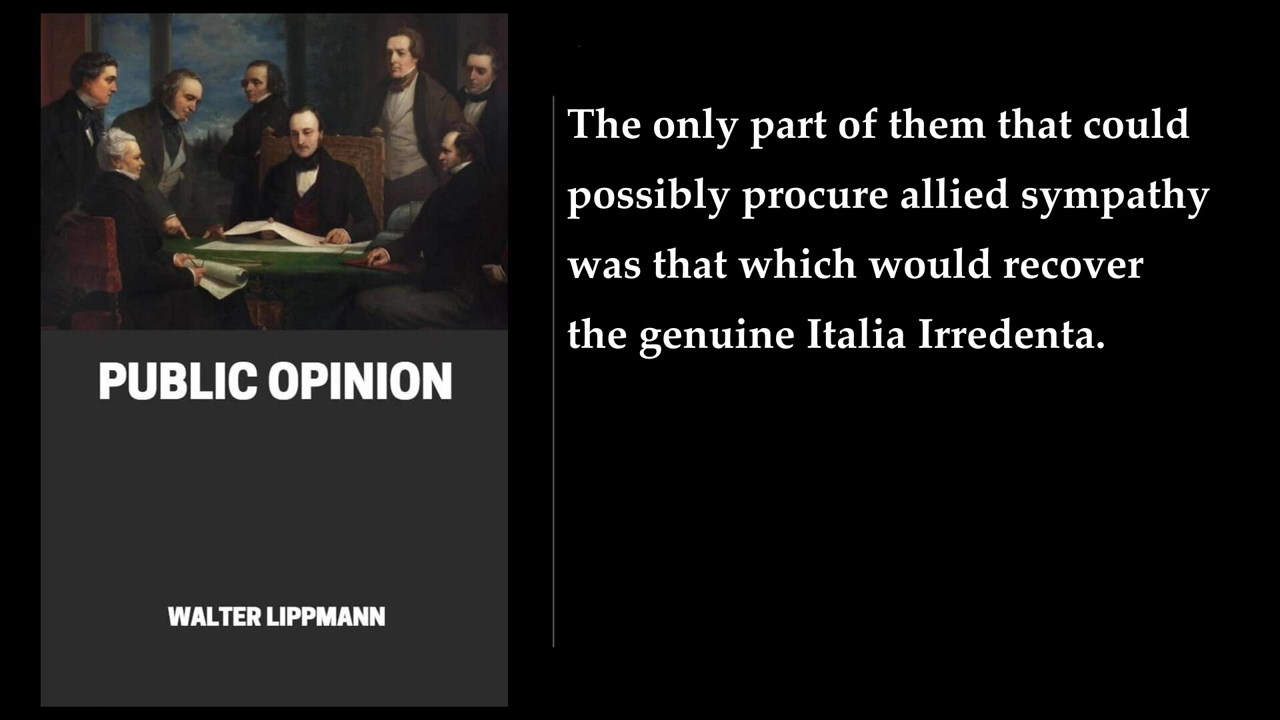 PUBLIC OPINION
WALTER LIPPMANN
The only part of them that could
possibly procure allied sympathy
was that which would recover
the genuine Italia Irredenta.